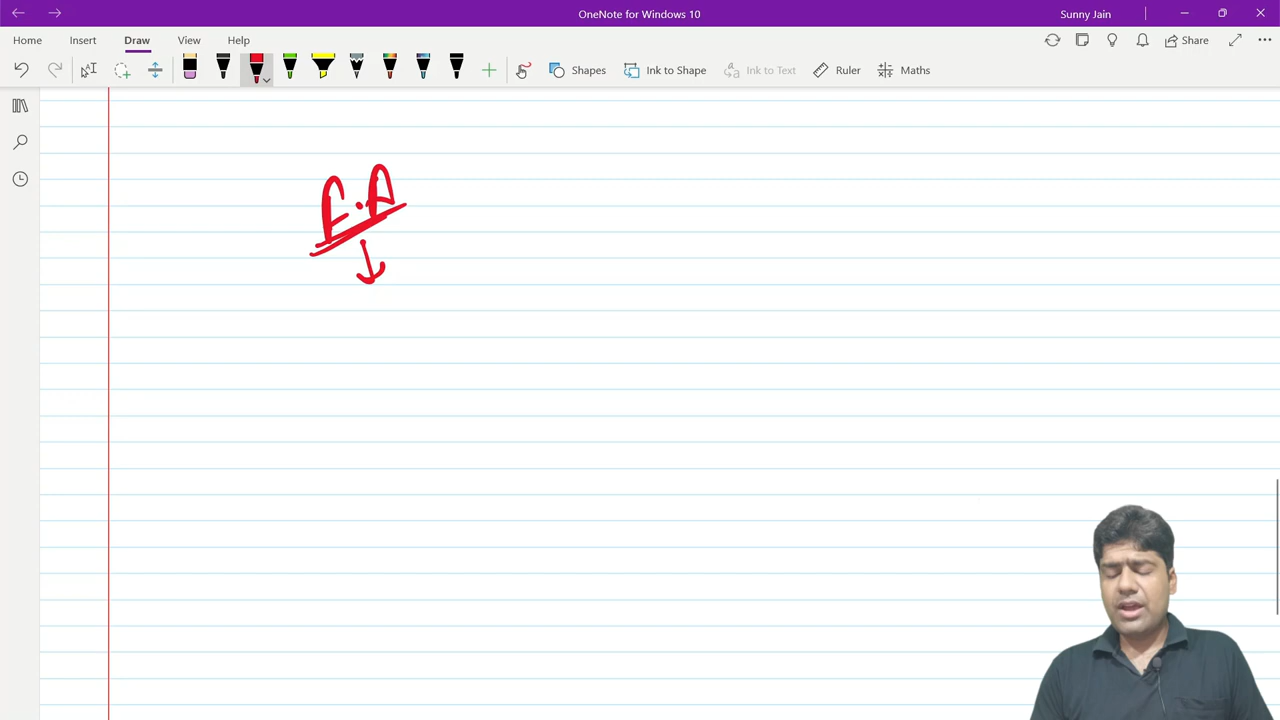 OneNote for Windows 10
Sunny Jain
Home Insert Draw View Help
Share
Shapes Ink to Shape Ink to Text Ruler Maths